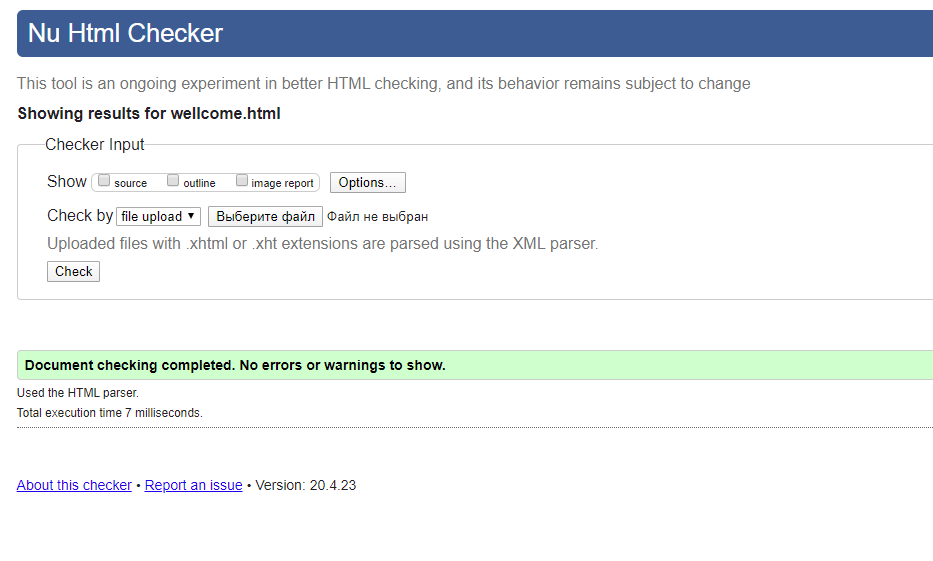 Nu Html Checker
This tool is an ongoing experiment in better HTML checking, and its behavior remains subject to change
Showing results for wellcome.html
Checker Input
Show source outline image report Options...
Check by file upload ▼ Выберите файл Файл не выбран
Uploaded files with .xhtml or .xht extensions are parsed using the XML parser.
Check
Document checking completed. No errors or warnings to show.
Used the HTML parser.
Total execution time 7 milliseconds.
About this checker • Report an issue • Version: 20.4.23